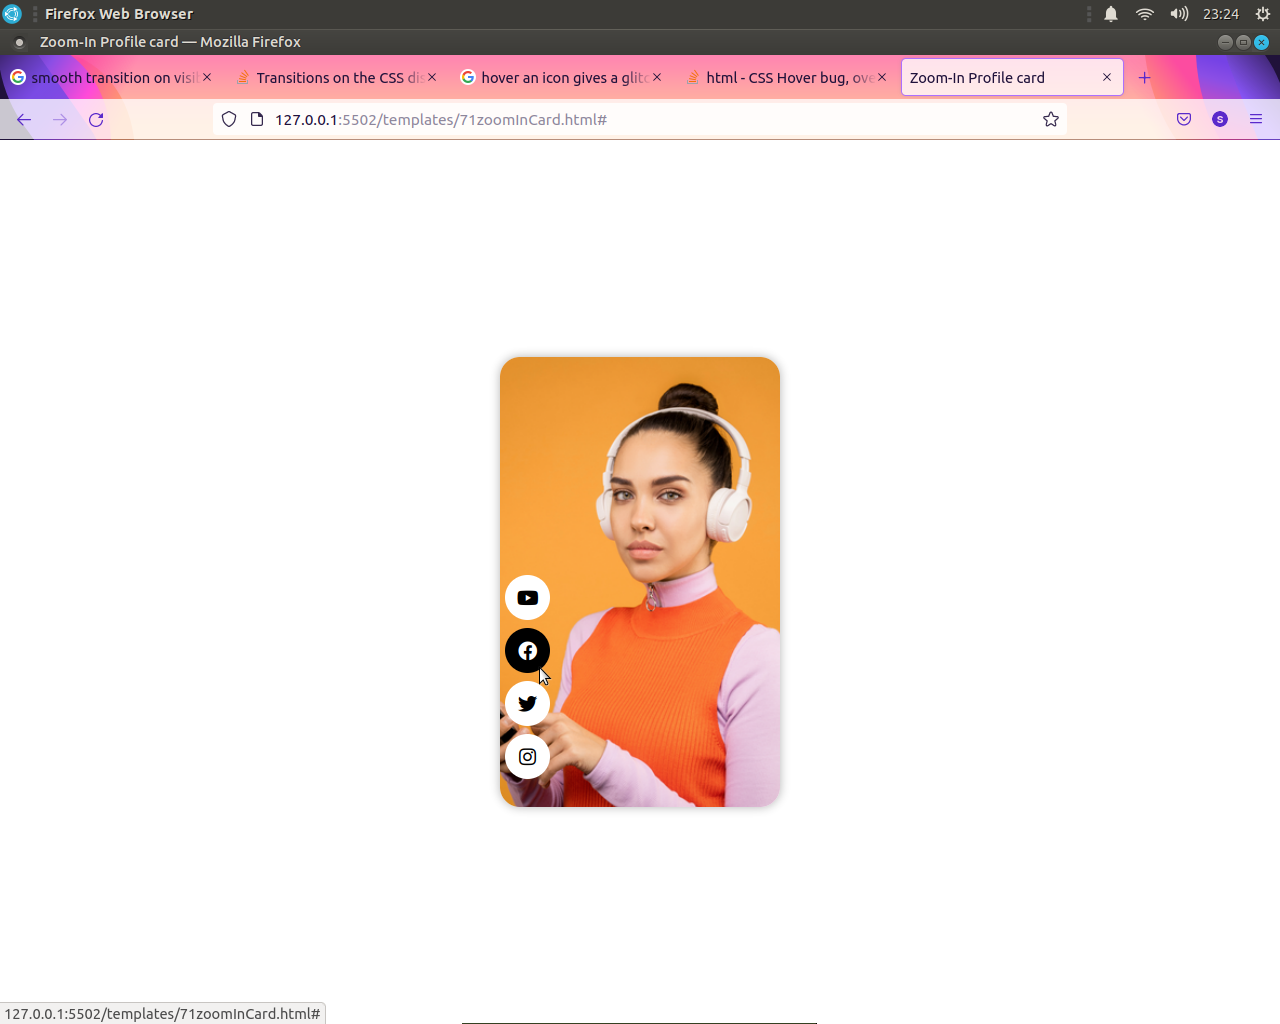 Firefox Web Browser
23:24
Zoom-In Profile card — Mozilla Firefox
smooth transition on visi
Transitions on the CSS di
hover an icon gives a glitc
html - CSS Hover bug, ove
Zoom-In Profile card
127.0.0.1:5502/templates/71zoomInCard.html#
S
127.0.0.1:5502/templates/71zoomInCard.html#